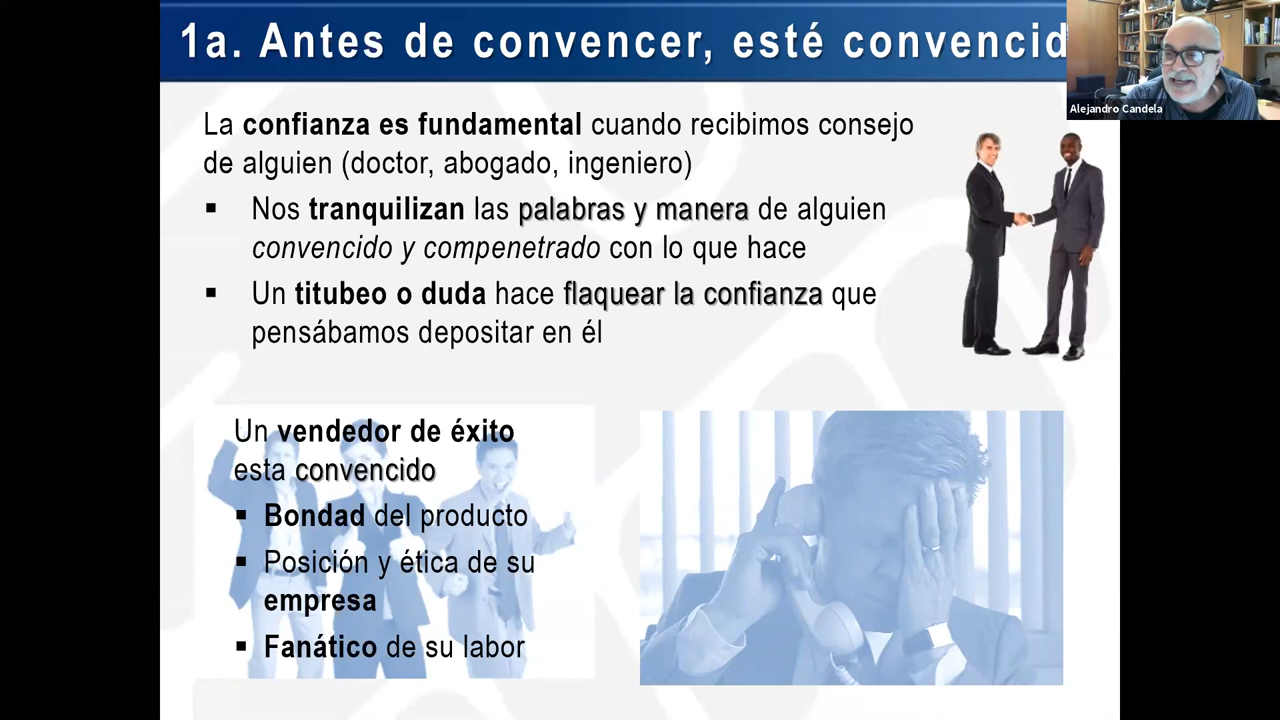 1a. Antes de convencer, esté convencid
Alejandro Candela
La confianza es fundamental cuando recibimos consejo
de alguien (doctor, abogado, ingeniero)
▪ Nos tranquilizan las palabras y manera de alguien
convencido y compenetrado con lo que hace
▪ Un titubeo o duda hace flaquear la confianza que
pensábamos depositar en él
Un vendedor de éxito
esta convencido
▪ Bondad del producto
▪ Posición y ética de su
empresa
▪ Fanático de su labor